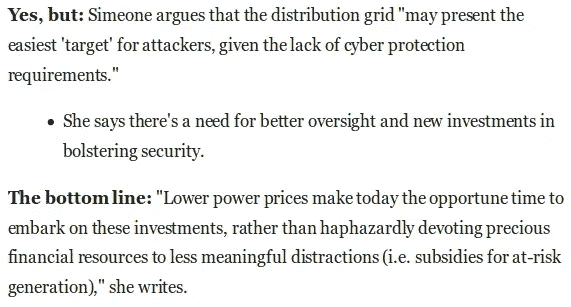 Yes, but: Simeone argues that the distribution grid "may present the
easiest 'target' for attackers, given the lack of cyber protection
requirements."
• She says there's a need for better oversight and new investments in
bolstering security.
The bottom line: "Lower power prices make today the opportune time to
embark on these investments, rather than haphazardly devoting precious
financial resources to less meaningful distractions (i.e. subsidies for at-risk
generation)," she writes.